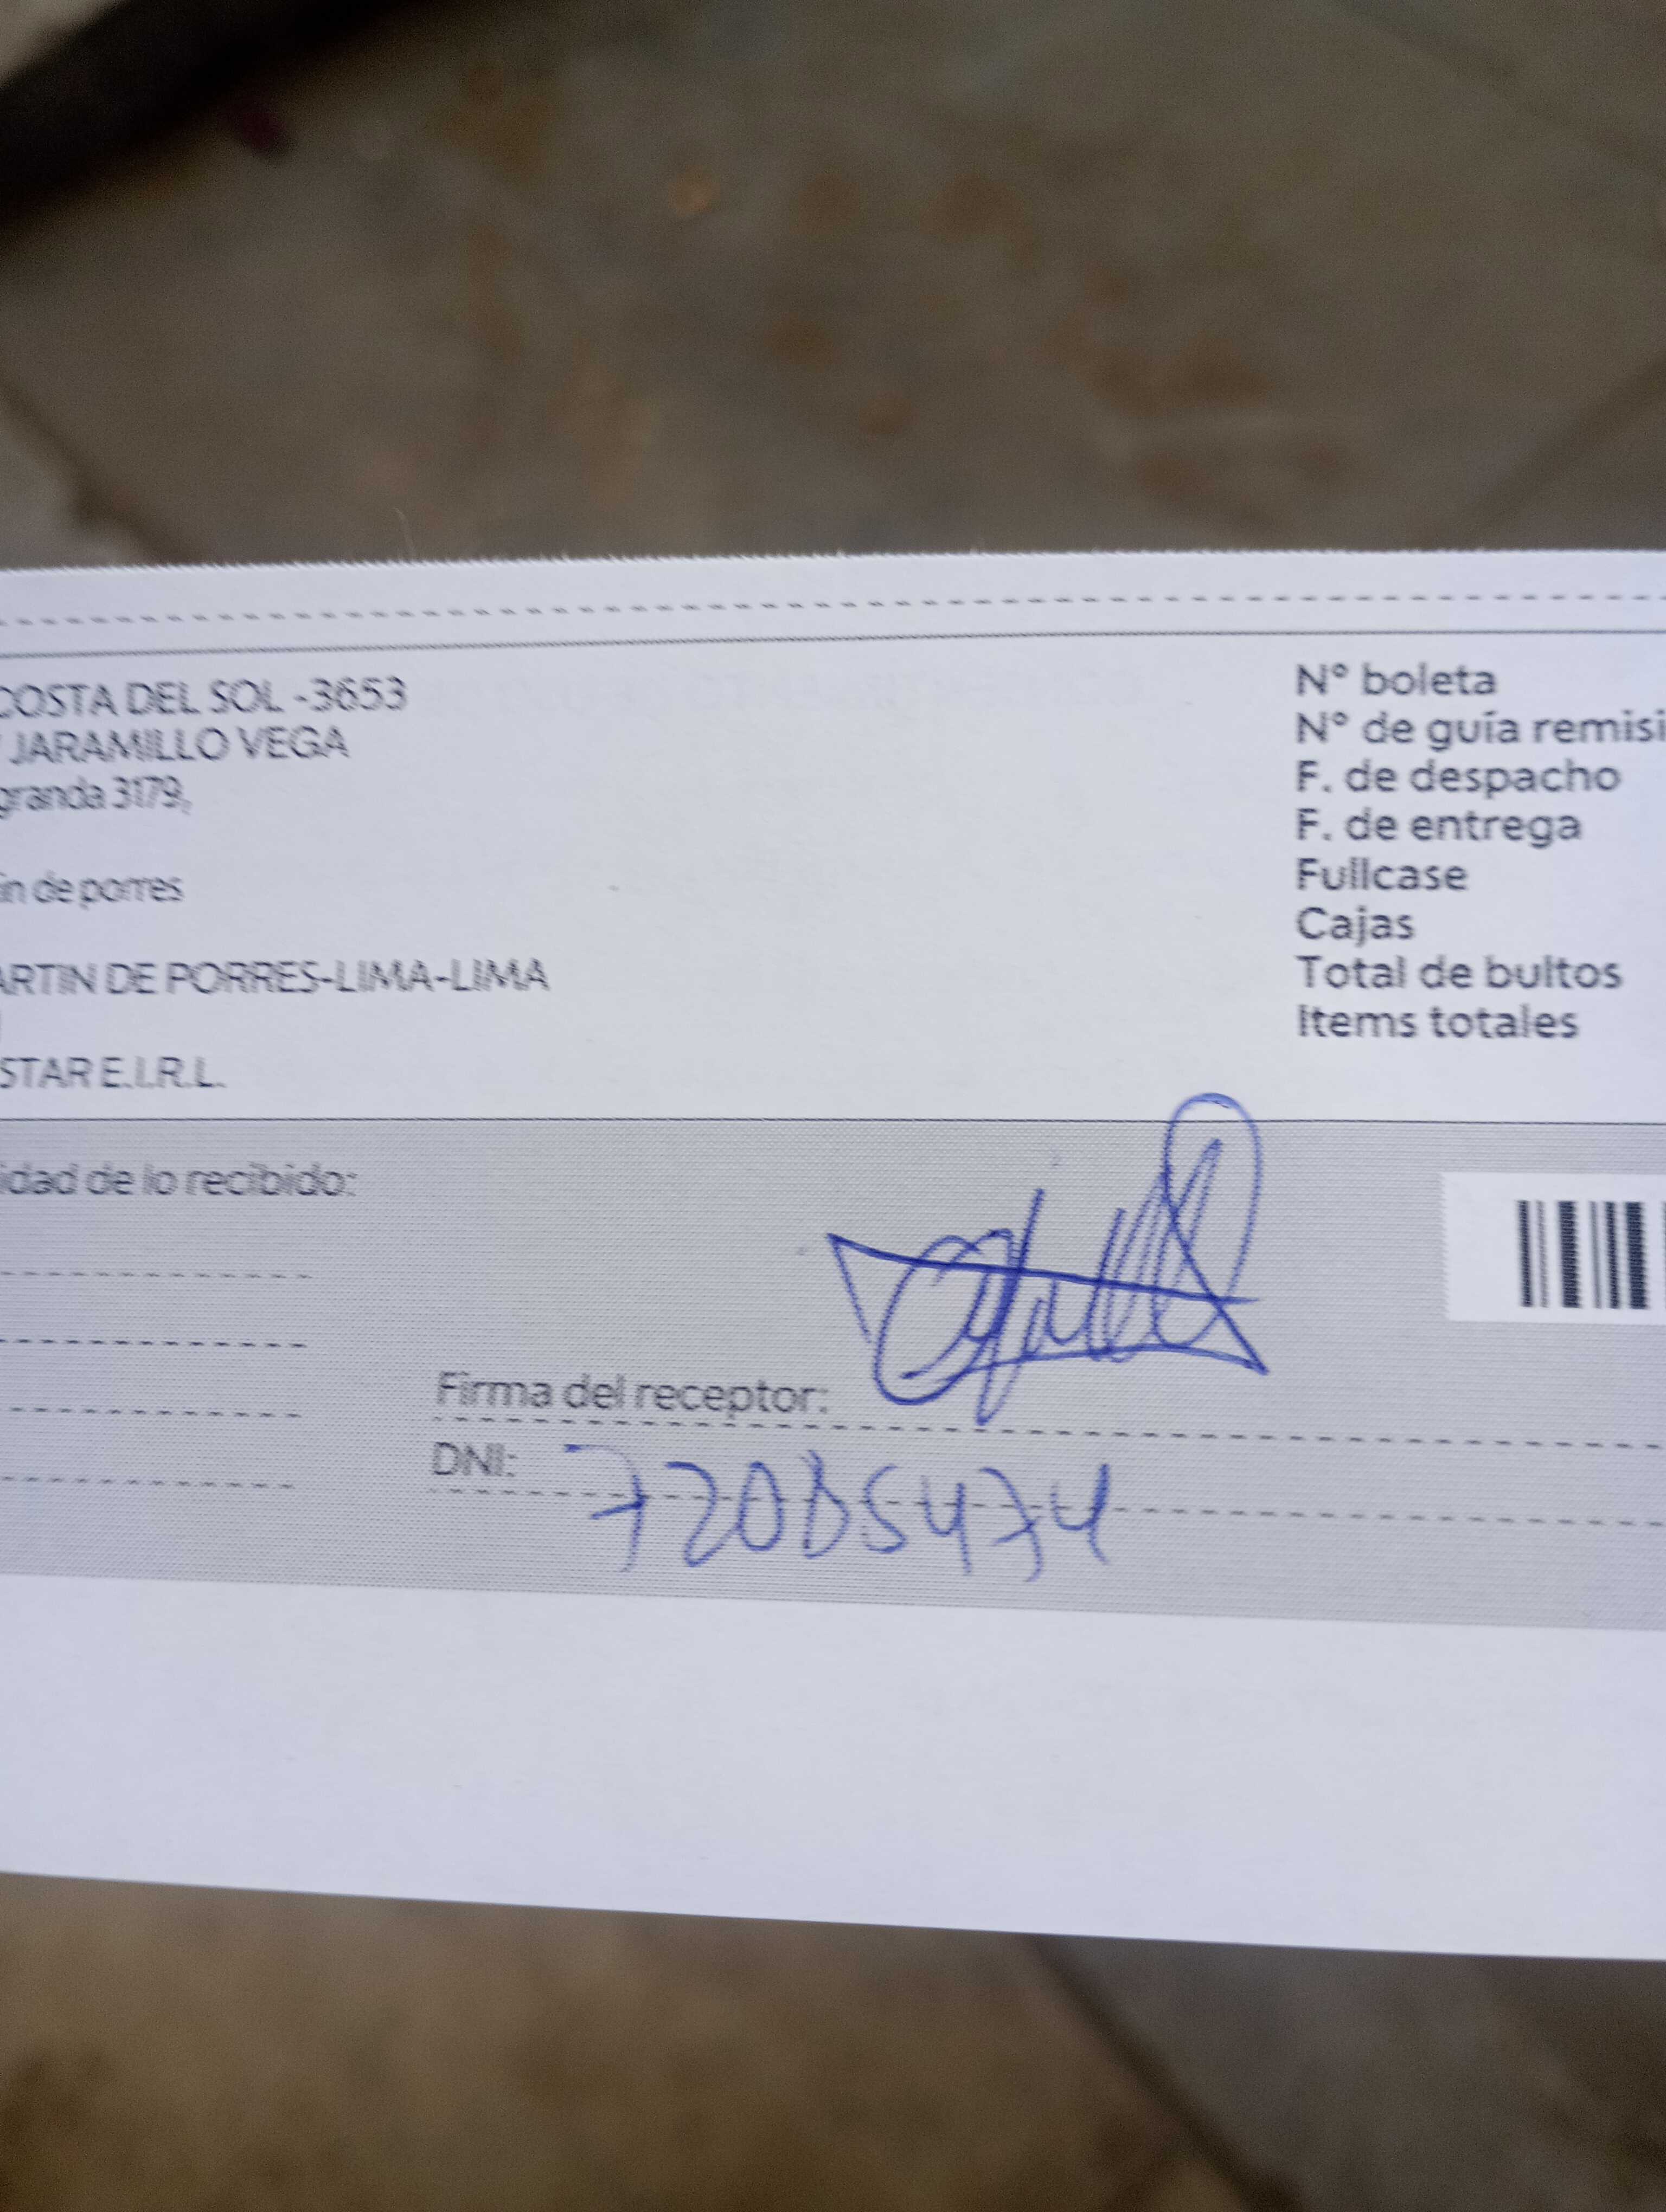 COSTA DEL SOL -3653
JARAMILLO VEGA
granda 3179,
in de porres
ARTIN DE PORRES-LIMA-LIMA
STAR E.I.R.L.
N° boleta
N° de guía remisi
F. de despacho
F. de entrega
Fullcase
Cajas
Total de bultos
Items totales
idad de lo recibido:
Firma del receptor:
DNI: 72085474